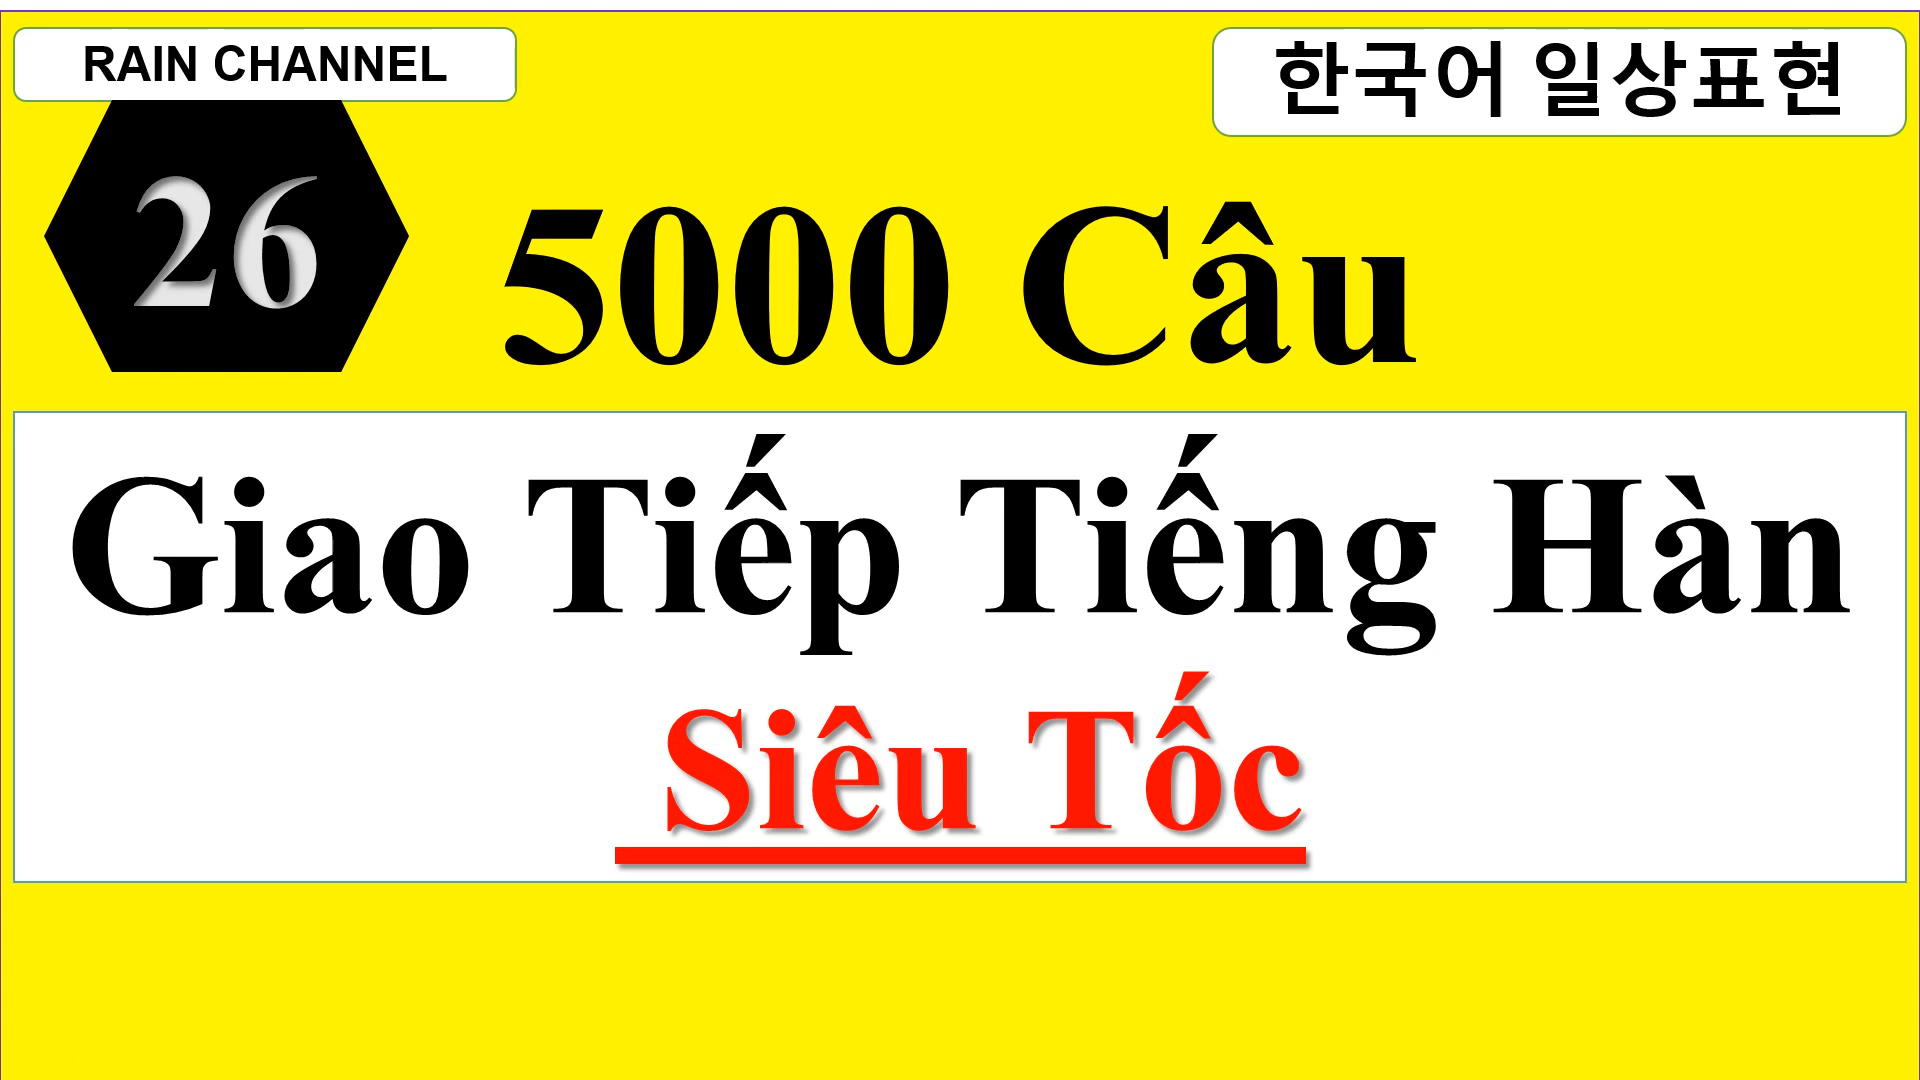 RAIN CHANNEL
한국어 일상표현
26
5000 Câu
Giao Tiếp Tiếng Hàn
Siêu Tốc